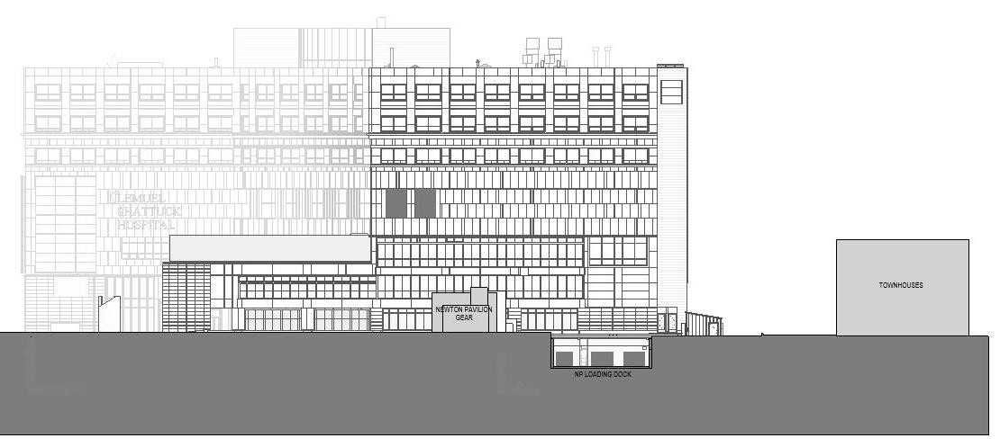 LEMUEL
SHATTUCK
HOSPITAL
TOWNHOUSES
NEWTON PAVILION
GEAR
NP LOADING DOCK